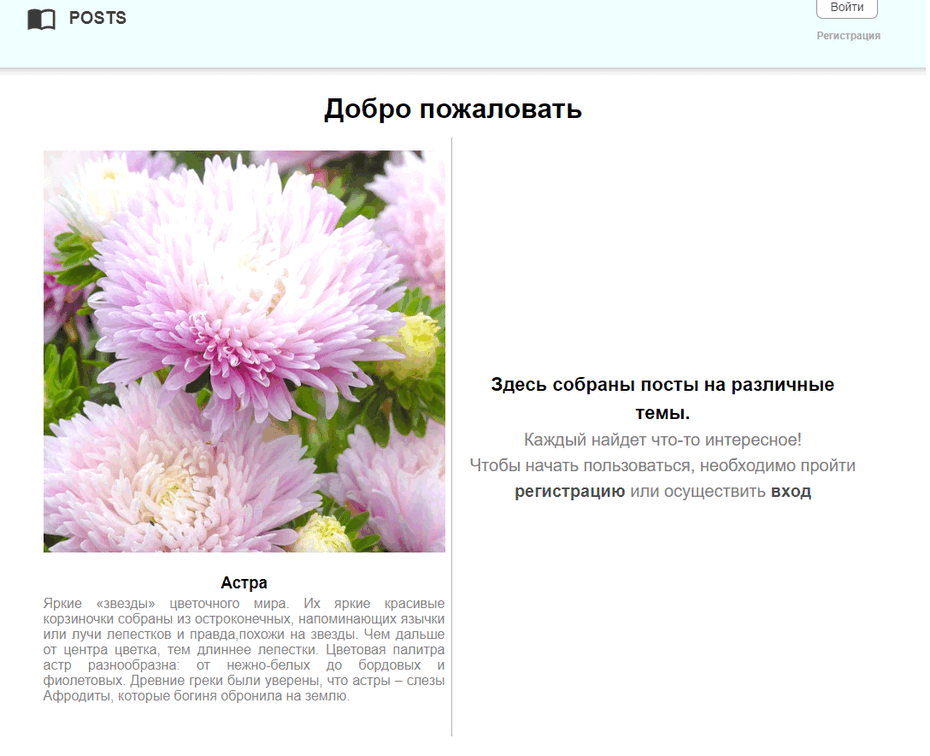 POSTS
Войти
Регистрация
Добро пожаловать
Астра
Яркие «звезды» цветочного мира. Их яркие красивые
корзиночки собраны из остроконечных, напоминающих язычки
или лучи лепестков и правда,похожи на звезды. Чем дальше
от центра цветка, тем длиннее лепестки. Цветовая палитра
астр разнообразна: от нежно-белых до бордовых и
фиолетовых. Древние греки были уверены, что астры – слезы
Афродиты, которые богиня обронила на землю.
Здесь собраны посты на различные
темы.
Каждый найдет что-то интересное!
Чтобы начать пользоваться, необходимо пройти
регистрацию или осуществить вход